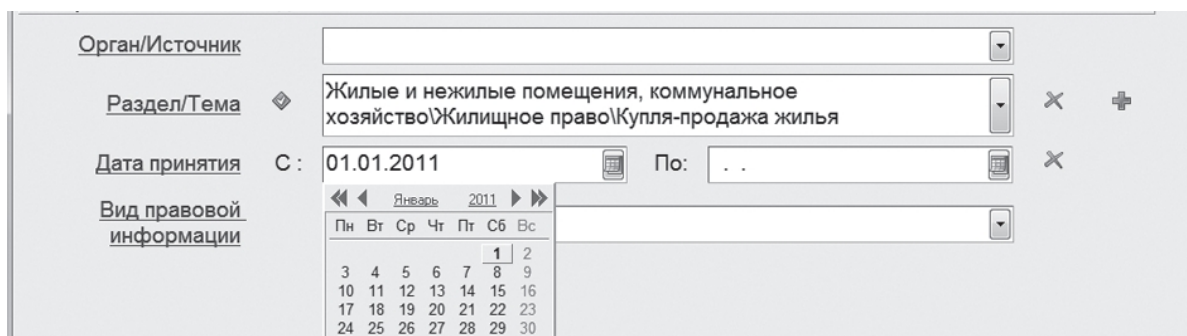 Орган/Источник
Раздел/Тема
Жилые и нежилые помещения, коммунальное
хозяйство\Жилищное право\Купля-продажа жилья
Дата принятия С : 01.01.2011 По: . .
Вид правовой
информации
Январь 2011
Пн Вт Ср Чт Пт Сб Вс
1 2
3 4 5 6 7 8 9
10 11 12 13 14 15 16
17 18 19 20 21 22 23
24 25 26 27 28 29 30